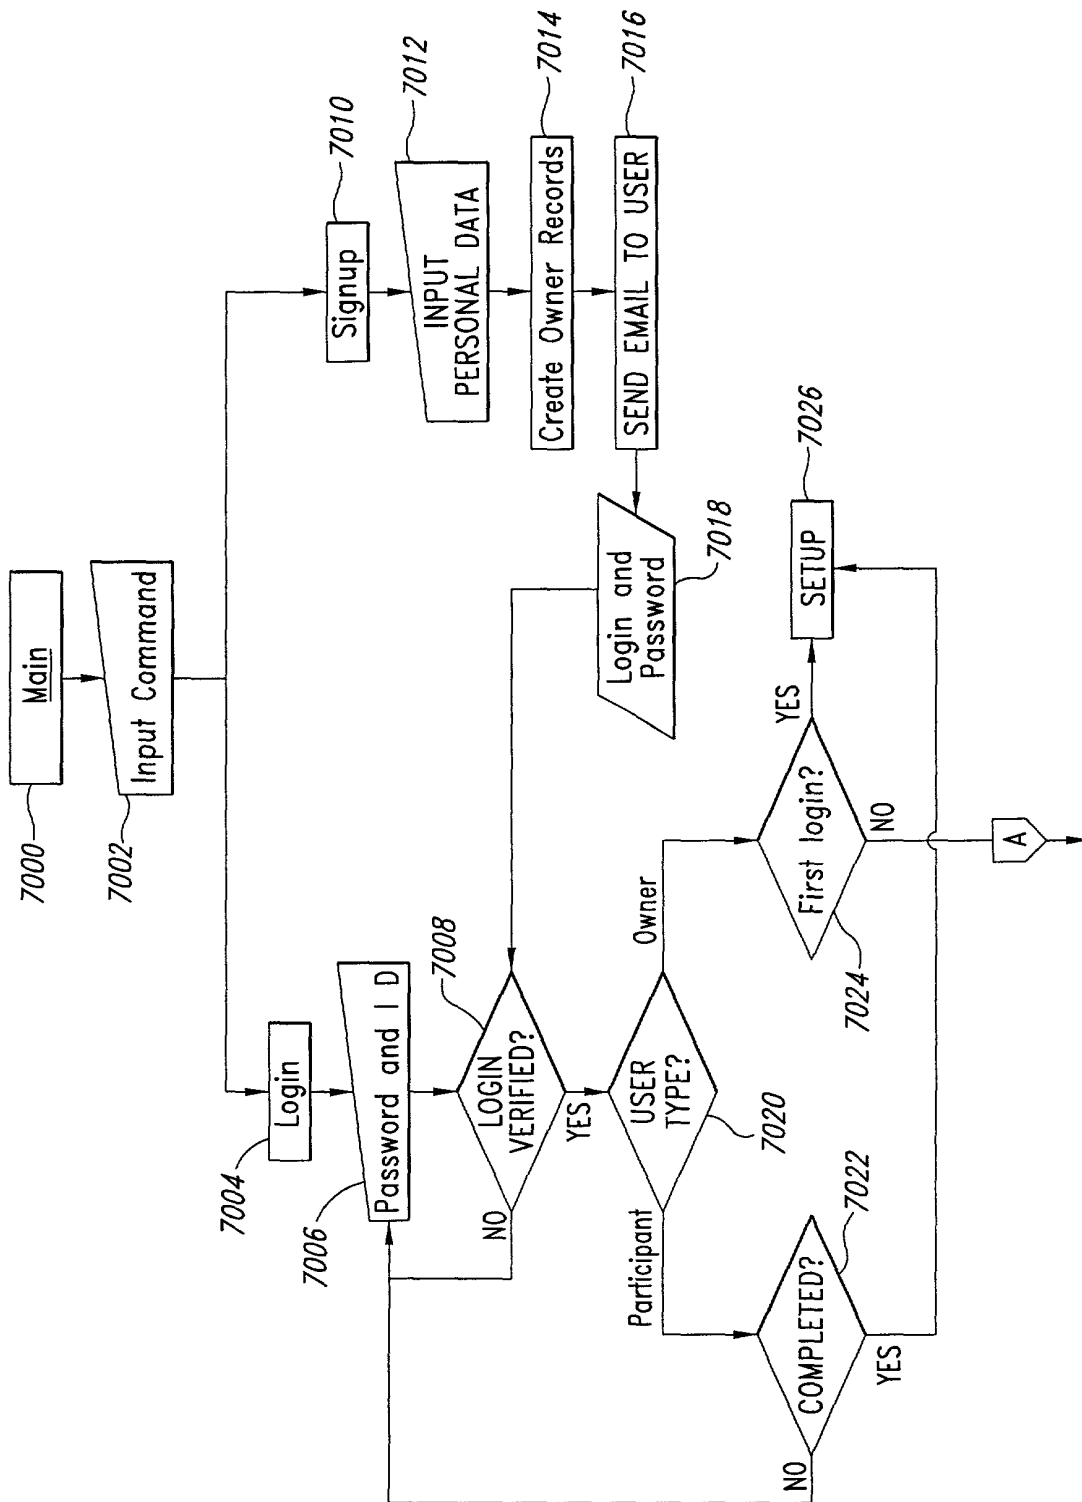 7000
Main
7002
Input Command
7004
Login
7006
Password and I D
7008
LOGIN
VERIFIED?
NO
YES
7010
Signup
7012
INPUT
PERSONAL DATA
7014
Create Owner Records
7016
SEND EMAIL TO USER
7018
Login and
Password
USER
TYPE?
7020
Participant
Owner
COMPLETED?
7022
NO
YES
First login?
7024
YES
NO
SETUP
7026
A